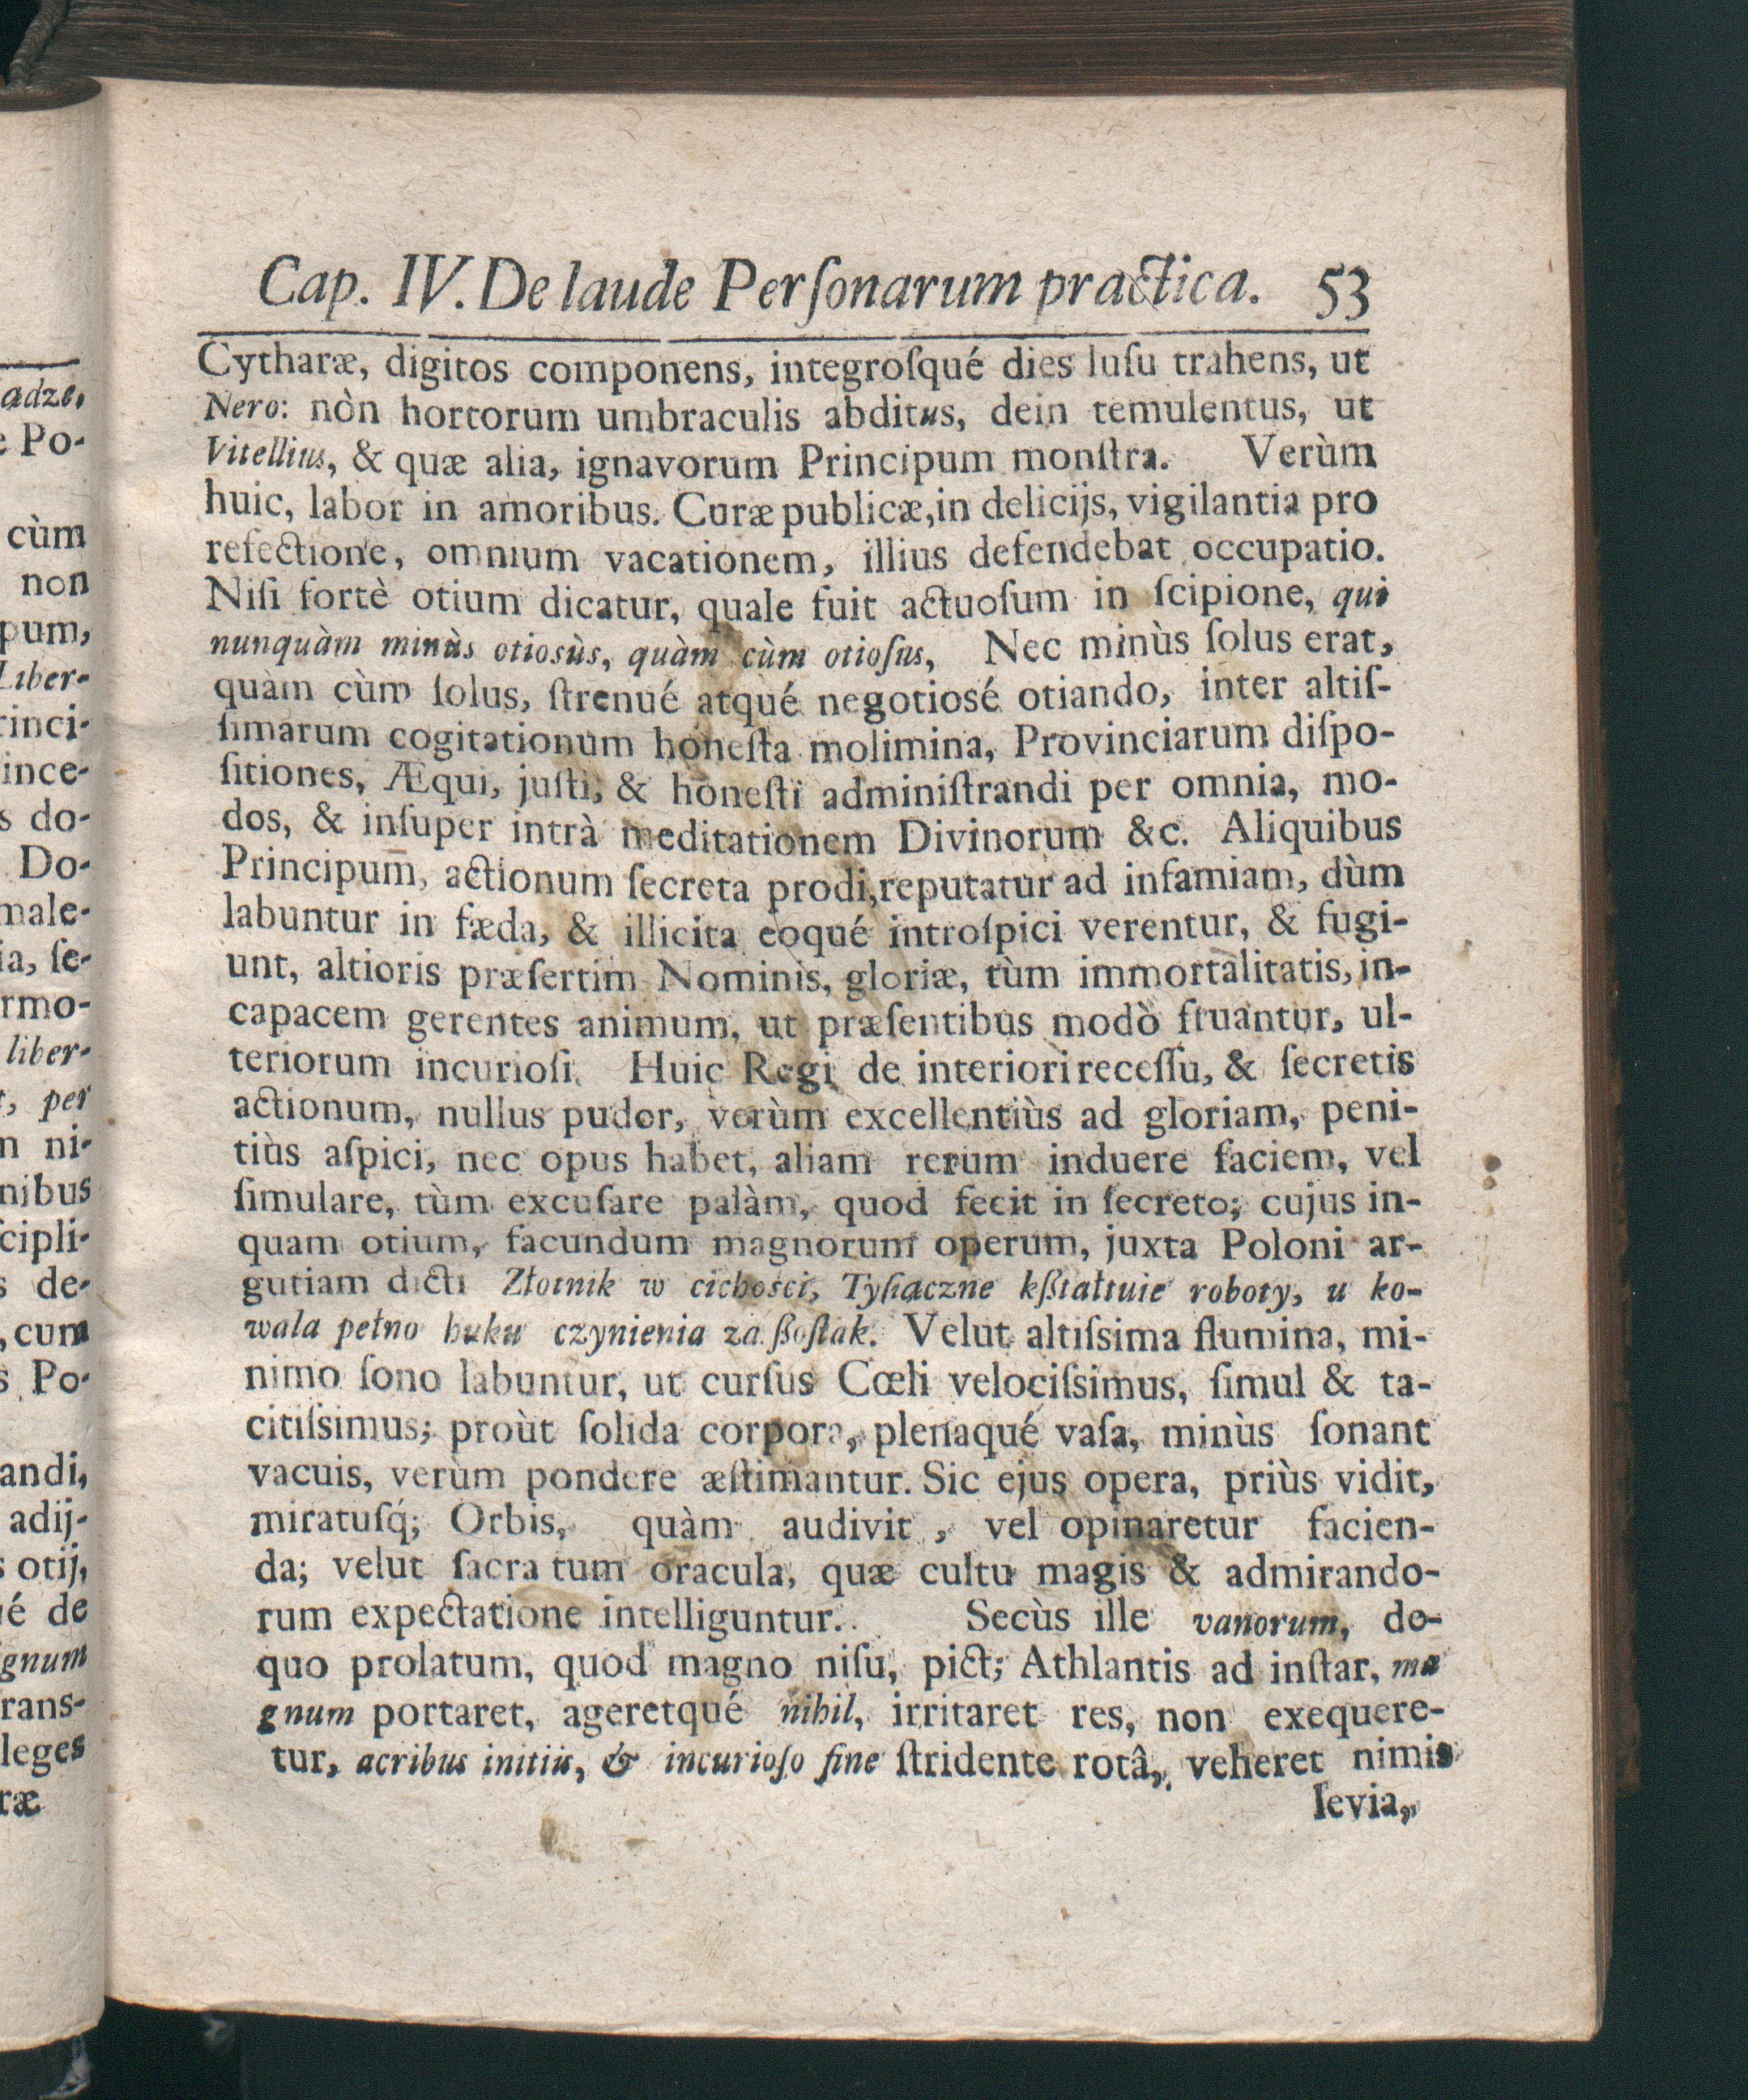 Cap. IV. De laude Perſonarum practica. 53
Cytharæ, digitos componens, integroſqué dies luſu trahens, ut
Nero: nòn hortorum umbraculis abditus, dein temulentus, ut
Vitellius, & quæ alia, ignavorum Principum monſtra. Verùm
huic, labor in amoribus. Curæ publicæ, in delicijs, vigilantia pro
refectione, omnium vacationem, illius defendebat occupatio.
Niſi fortè otium dicatur, quale fuit actuoſum in ſcipione, qui
nunquàm minùs otiosùs, quàm cùm otioſus, Nec minùs ſolus erat,
quàm cùm ſolus, ſtrenué atqué negotiosé otiando, inter altiſ-
ſimarum cogitationum honeſta molimina, Provinciarum diſpo-
ſitiones, Æqui, juſti, & honeſti adminiſtrandi per omnia, mo-
dos, & inſuper intrà meditationem Divinorum &c. Aliquibus
Principum̅, actionum ſecreta prodi, reputatur ad infamiam, dùm
labuntur in fæda, & illicita eoqué introſpici verentur, & fugi-
unt, altioris præſertim Nominis, gloriæ, tùm immortalitatis, in-
capacem gerentes animum, ut præſentibus modò fruantur, ul-
teriorum incurioſi. Huic Regi de interiori receſſu, & ſecretis
actionum, nullus pudor, verùm excellentiùs ad gloriam, peni-
tiùs aſpici, nec opus habet, aliam rerum induere faciem, vel
ſimulare, tùm excuſare palàm, quod fecit in ſecreto; cujus in-
quam otium, facundum magnorum operum, juxta Poloni ar-
gutiam dicti Złotnik w cichości, Tyſiączne kßtałtuie roboty, u ko-
wala pełno huku czynienia za ßoſtak. Velut altiſsima flumina, mi-
nimo ſono labuntur, ut curſus Cœli velociſsimus, ſimul & ta-
citiſsimus; proùt ſolida corpora, plenaqué vaſa, minùs ſonant
vacuis, verùm pondere æſtimantur. Sic ejus opera, priùs vidit,
miratuſq́; Orbis, quàm audivit, vel opinaretur facien-
da; velut ſacra tum oracula, quæ cultu magis & admirando-
rum expectatione intelliguntur. Secùs ille vanorum, de-
quo prolatum, quod magno niſu, pict; Athlantis ad inſtar, ma
gnum portaret, ageretqué nihil, irritaret res, non exequere-
tur, acribus initiis, & incurioſo fine ſtridente rotâ, veheret nimis
levia,